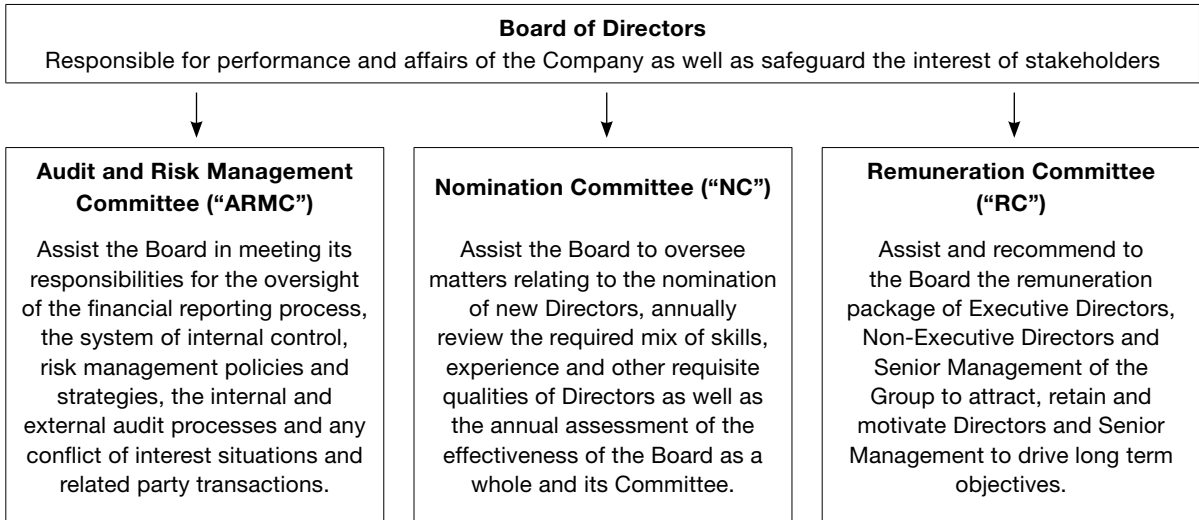 Board of Directors
Responsible for performance and affairs of the Company as well as safeguard the interest of stakeholders
Audit and Risk Management
Committee (“ARMC”)
Assist the Board in meeting its
responsibilities for the oversight
of the financial reporting process,
the system of internal control,
risk management policies and
strategies, the internal and
external audit processes and any
conflict of interest situations and
related party transactions.
Nomination Committee (“NC”)
Assist the Board to oversee
matters relating to the nomination
of new Directors, annually
review the required mix of skills,
experience and other requisite
qualities of Directors as well as
the annual assessment of the
effectiveness of the Board as a
whole and its Committee.
Remuneration Committee
(“RC”)
Assist and recommend to
the Board the remuneration
package of Executive Directors,
Non-Executive Directors and
Senior Management of the
Group to attract, retain and
motivate Directors and Senior
Management to drive long term
objectives.